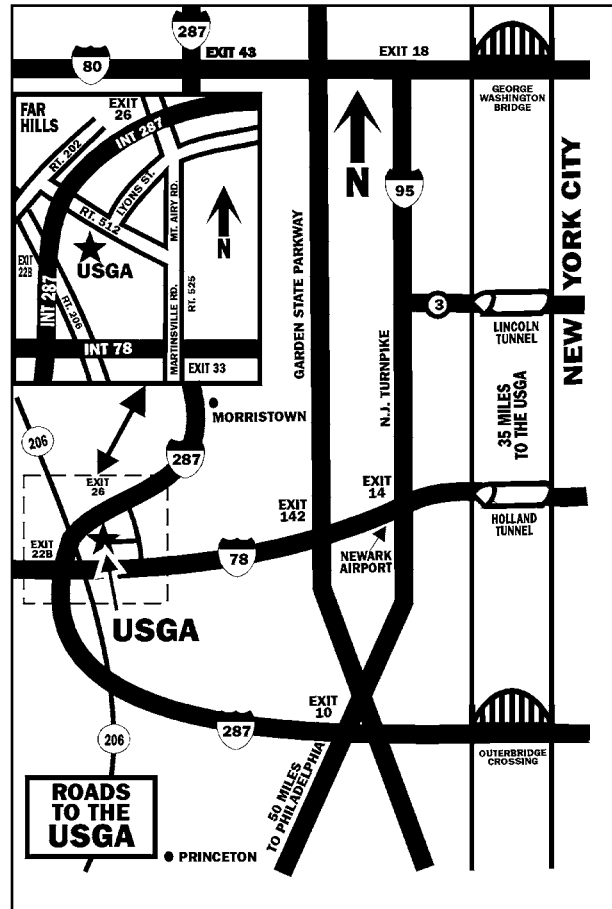 287
EXIT 43
EXIT 18
80
GEORGE
WASHINGTON
BRIDGE
FAR
HILLS
EXIT
26
INT 287
RT. 202
LYONS ST.
RT. 512
MT. AIRY RD.
N
USGA
EXIT
22B
INT 287
RT. 206
MARTINSVILLE RD.
RT. 525
INT 78
EXIT 33
N
95
GARDEN STATE PARKWAY
N.J. TURNPIKE
3
LINCOLN
TUNNEL
NEW YORK CITY
35 MILES
TO THE USGA
MORRISTOWN
206
287
EXIT
26
EXIT
142
EXIT
14
HOLLAND
TUNNEL
EXIT
22B
78
NEWARK
AIRPORT
USGA
EXIT
10
287
206
OUTERBRIDGE
CROSSING
50 MILES
TO PHILADELPHIA
ROADS
TO THE
USGA
PRINCETON